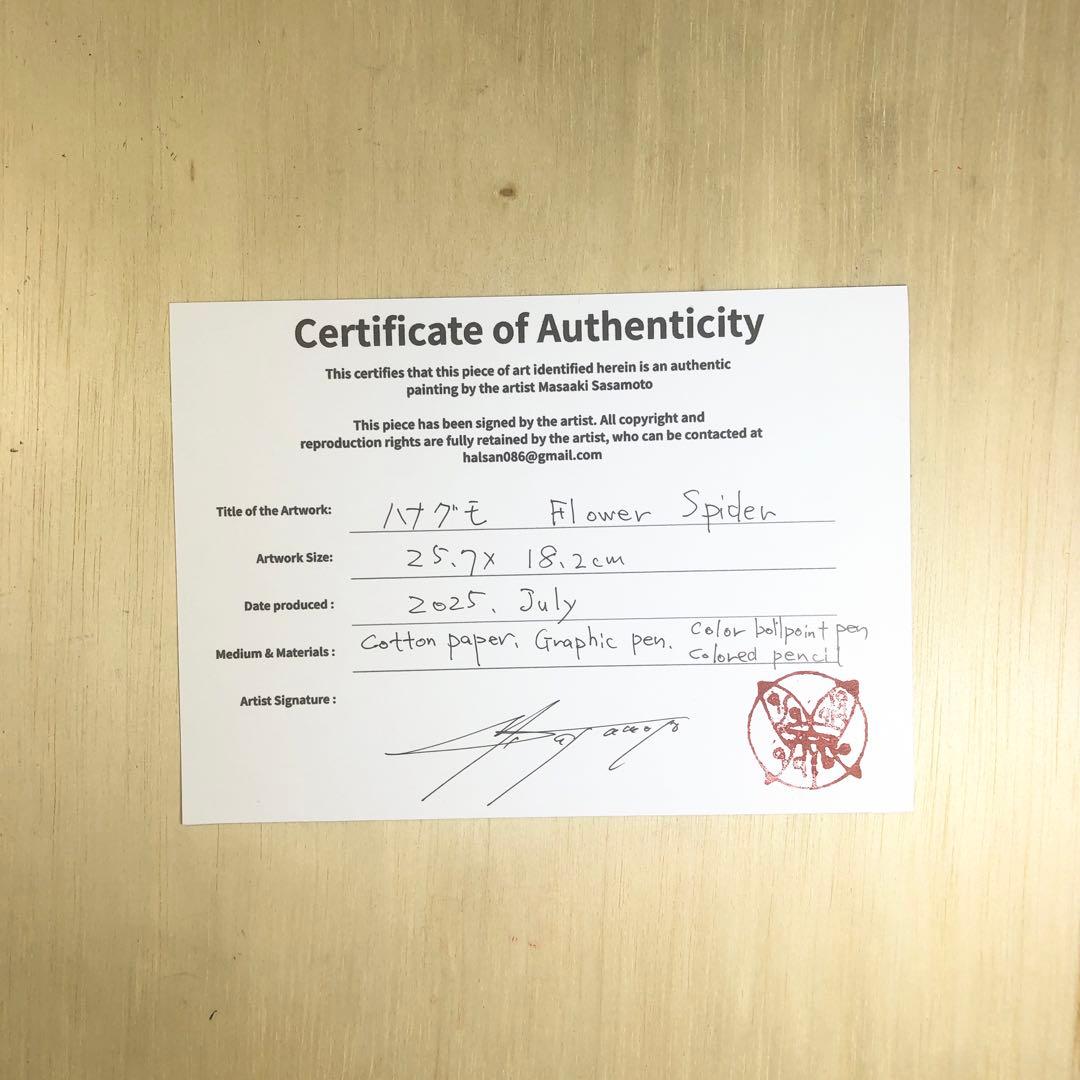 Certificate of Authenticity
This certifies that this piece of art identified herein is an authentic
painting by the artist Masaaki Sasamoto
This piece has been signed by the artist. All copyright and
reproduction rights are fully retained by the artist, who can be contacted at
halsan086@gmail.com
Title of the Artwork: ハナグモ Flower Spider
Artwork Size: 25.7x 18.2cm
Date produced : 2025. July
Medium & Materials : Cotton paper. Graphic pen. Color bollpoint pen
Colored pencil
Artist Signature :